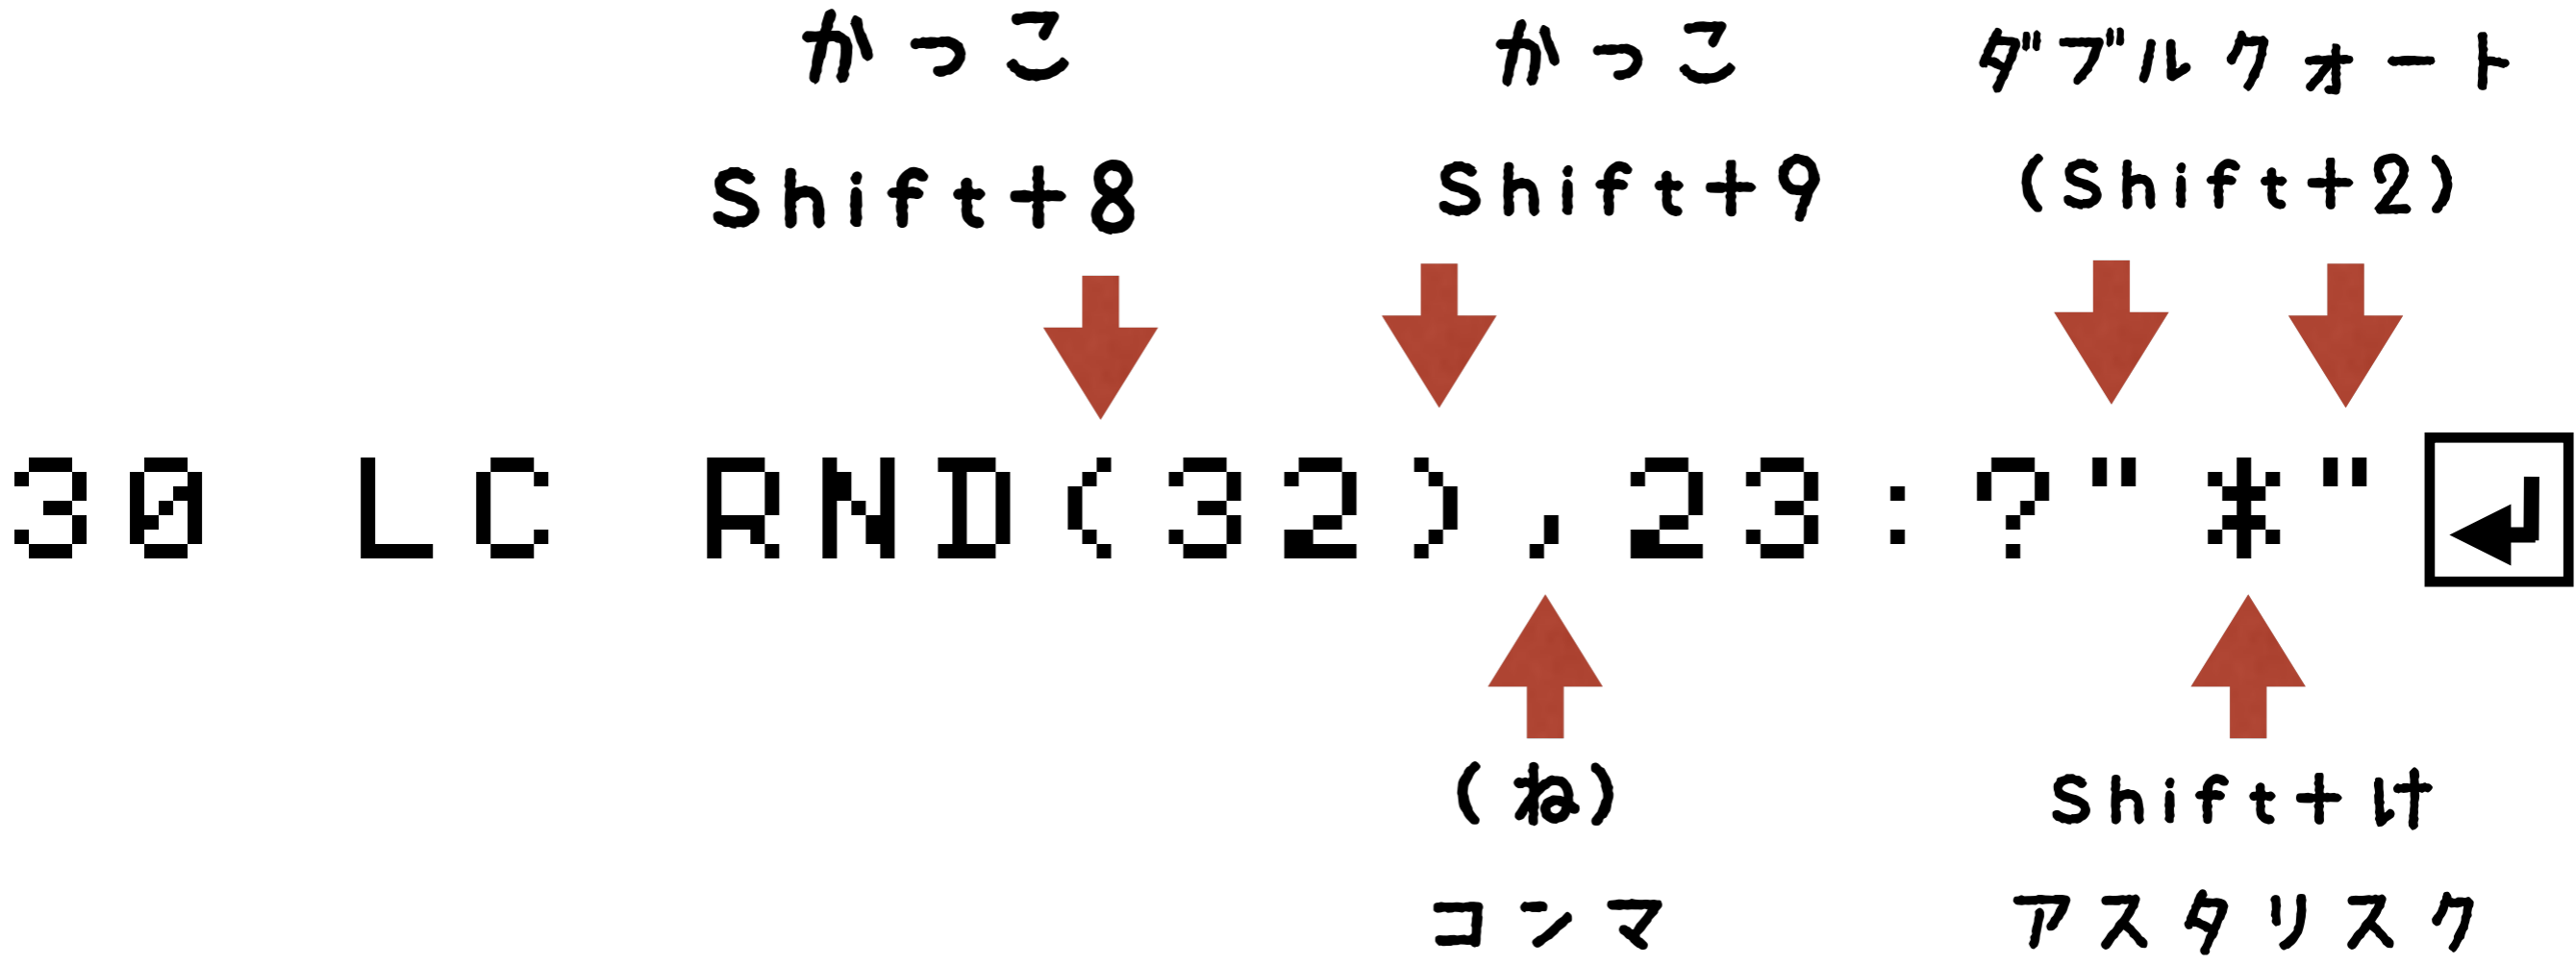 かっこ かっこ ダブルクォート
Shift+8 Shift+9 (Shift+2)
30 LC RND(32),23:?"*"
(ね) Shift+け
コンマ アスタリスク